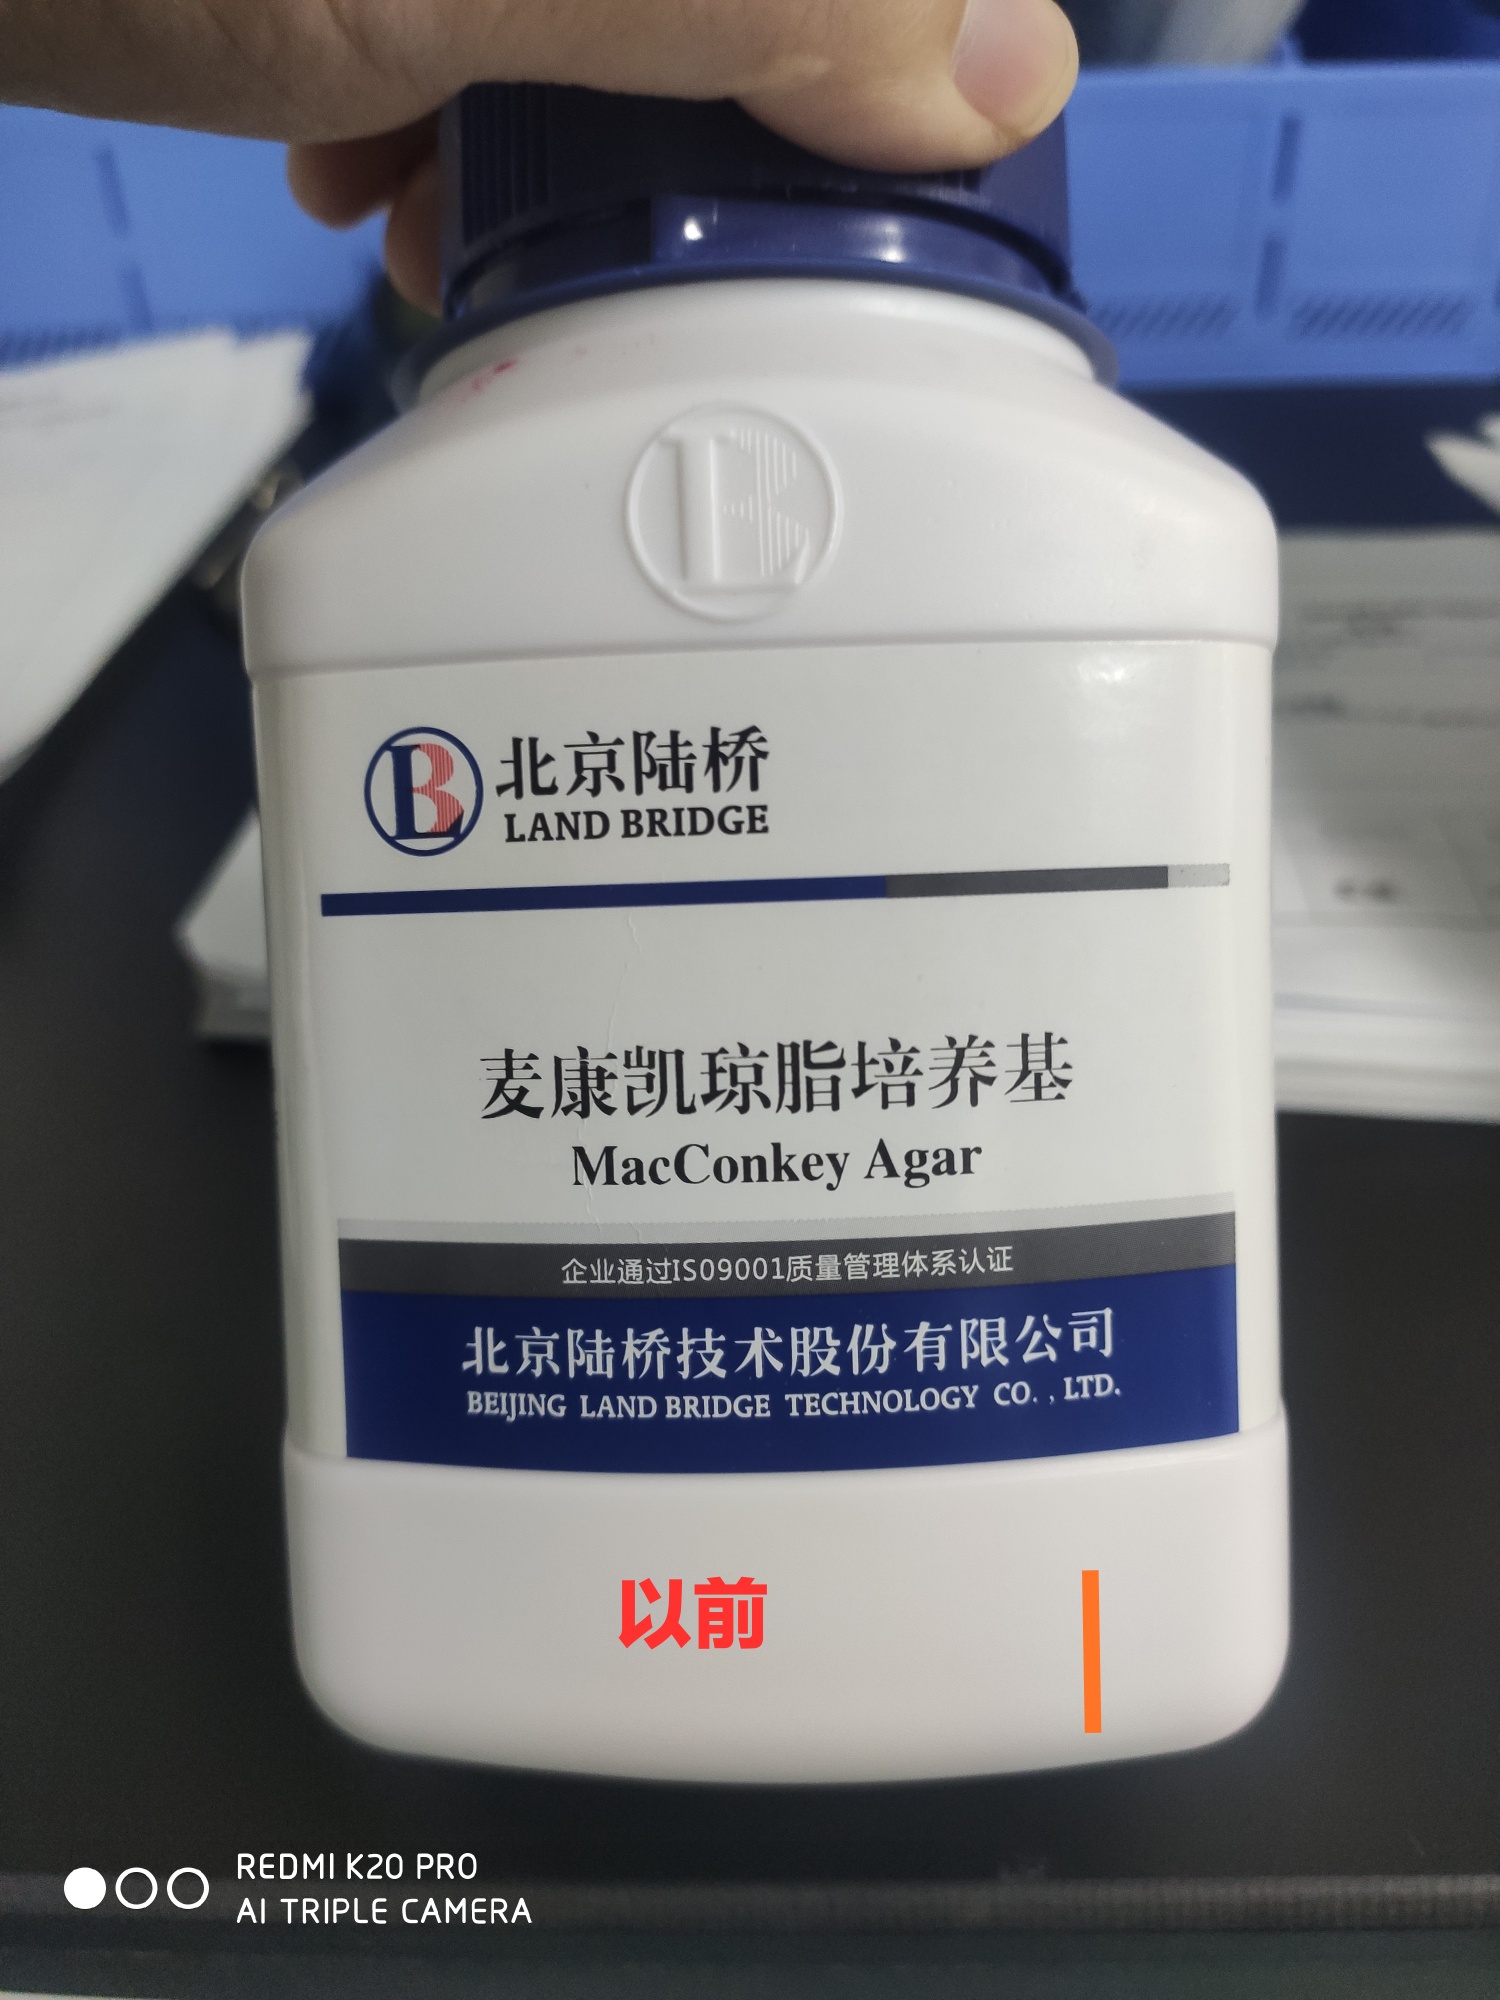 北京陆桥
LAND BRIDGE
麦康凯琼脂培养基
MacConkey Agar
企业通过ISO9001质量管理体系认证
北京陆桥技术股份有限公司
BEIJING LAND BRIDGE TECHNOLOGY CO. , LTD.
以前
REDMI K20 PRO
AI TRIPLE CAMERA